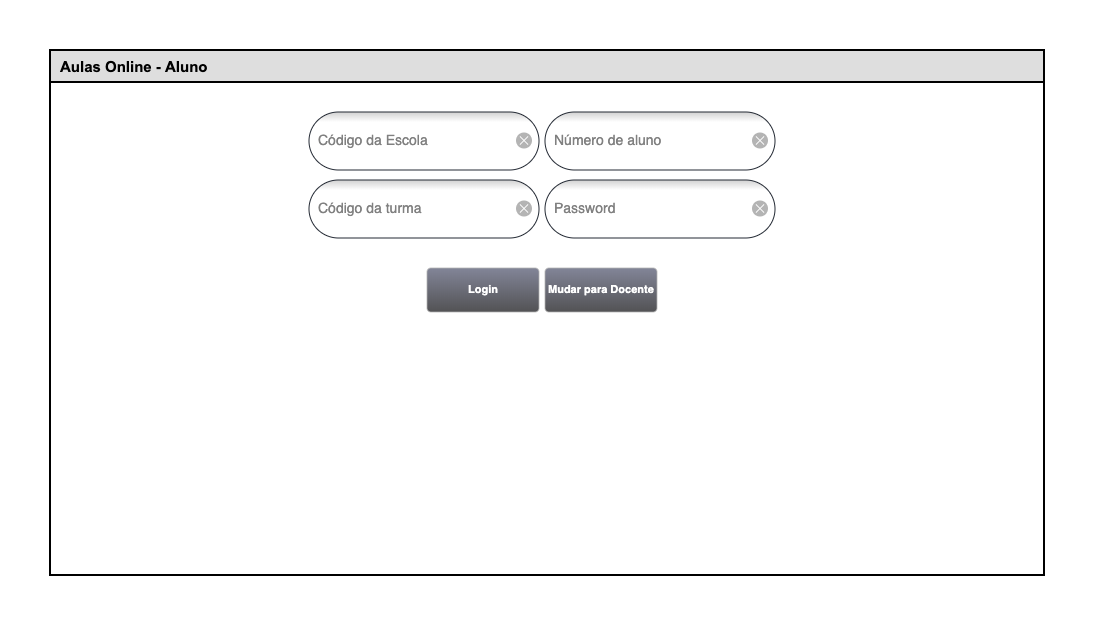 Aulas Online - Aluno
Código da Escola
Número de aluno
Código da turma
Password
Login
Mudar para Docente